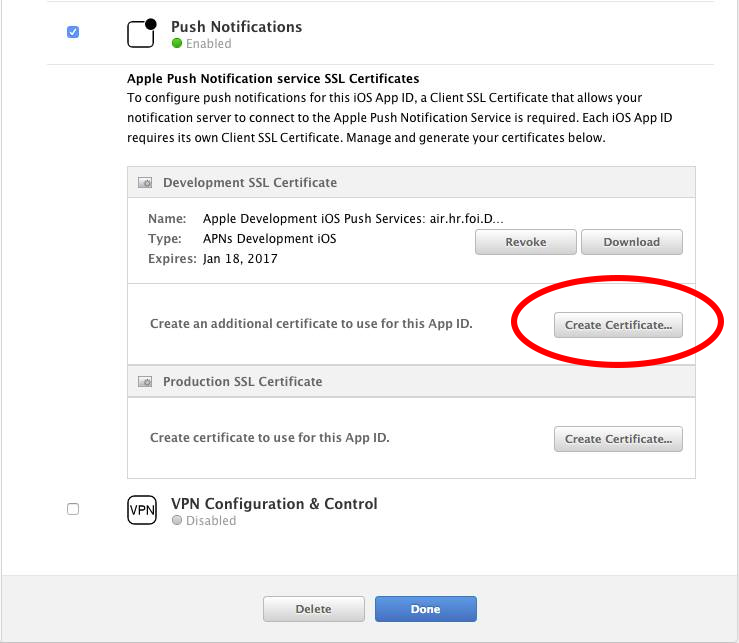 Push Notifications
Enabled
Apple Push Notification service SSL Certificates
To configure push notifications for this iOS App ID, a Client SSL Certificate that allows your
notification server to connect to the Apple Push Notification Service is required. Each iOS App ID
requires its own Client SSL Certificate. Manage and generate your certificates below.
Development SSL Certificate
Name: Apple Development iOS Push Services: air.hr.foi.D...
Type: APNs Development iOS
Expires: Jan 18, 2017
Revoke
Download
Create an additional certificate to use for this App ID.
Create Certificate...
Production SSL Certificate
Create certificate to use for this App ID.
Create Certificate...
VPN
VPN Configuration & Control
Disabled
Delete
Done